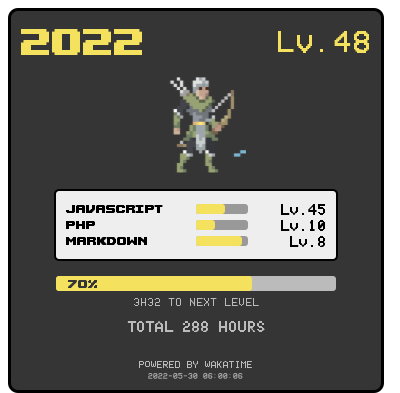 2022 Lv.48
JAVASCRIPT Lv.45
PHP Lv.10
MARKDOWN Lv.8
70%
3H32 TO NEXT LEVEL
TOTAL 288 HOURS
POWERED BY WAKATIME
2022-05-30 06:00:06